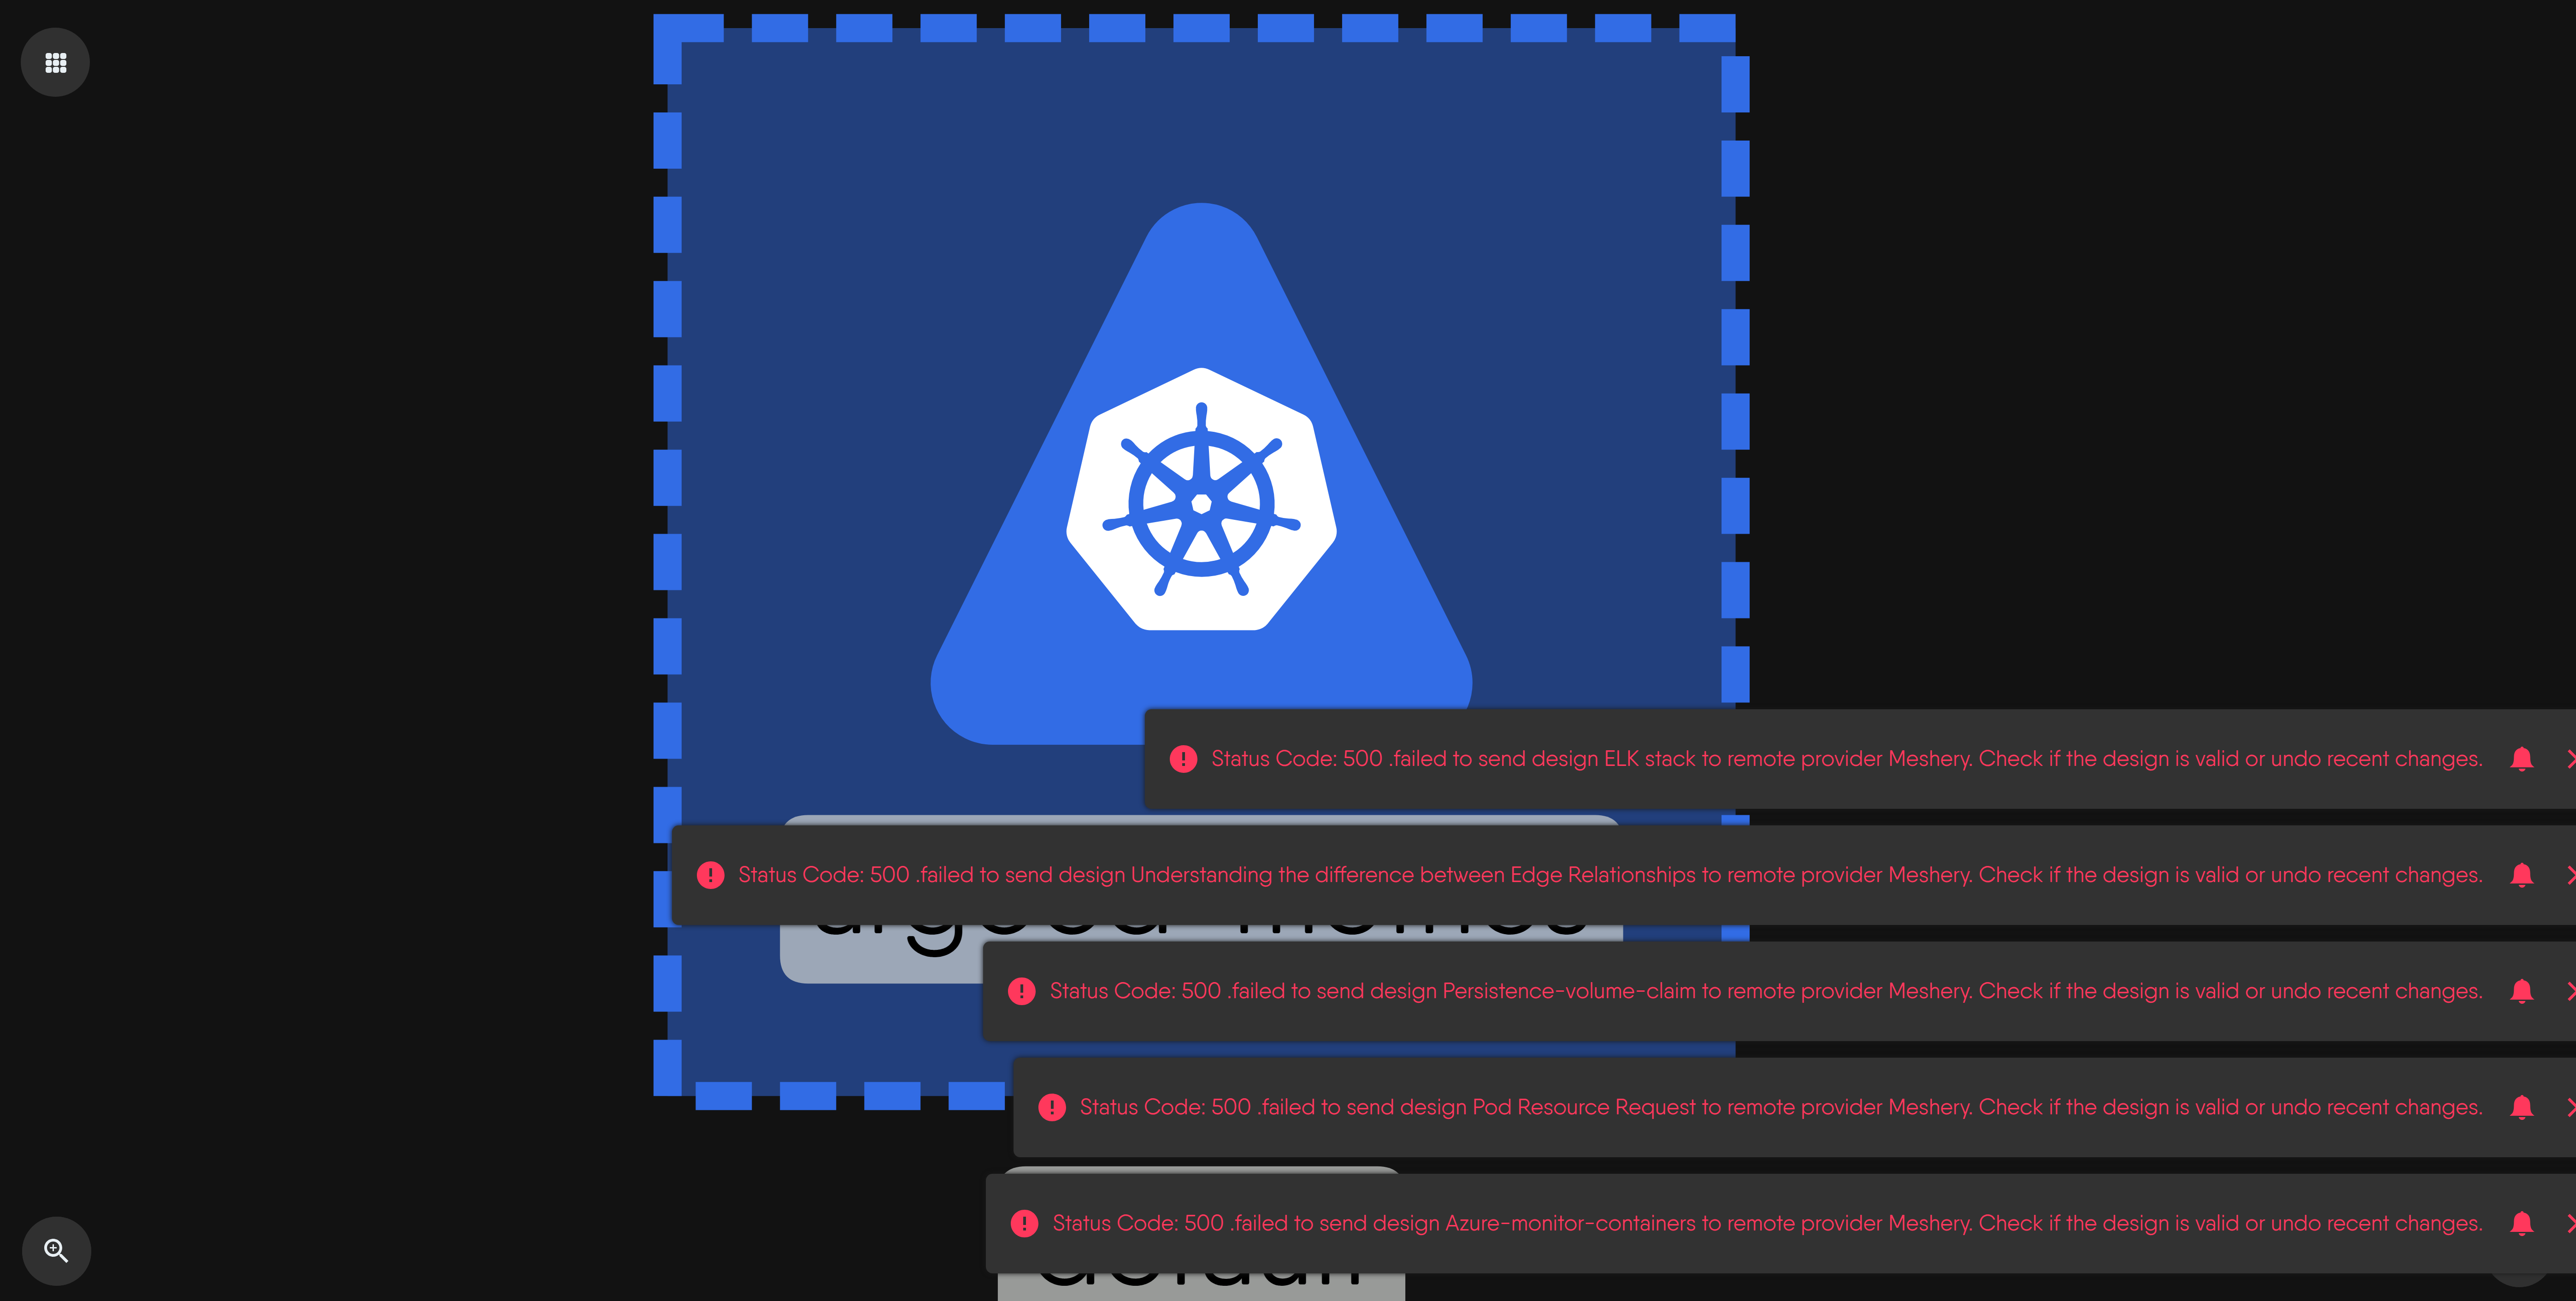 Status Code: 500 .failed to send design ELK stack to remote provider Meshery. Check if the design is valid or undo recent changes.
Status Code: 500 .failed to send design Understanding the difference between Edge Relationships to remote provider Meshery. Check if the design is valid or undo recent changes.
Status Code: 500 .failed to send design Persistence-volume-claim to remote provider Meshery. Check if the design is valid or undo recent changes.
Status Code: 500 .failed to send design Pod Resource Request to remote provider Meshery. Check if the design is valid or undo recent changes.
Status Code: 500 .failed to send design Azure-monitor-containers to remote provider Meshery. Check if the design is valid or undo recent changes.